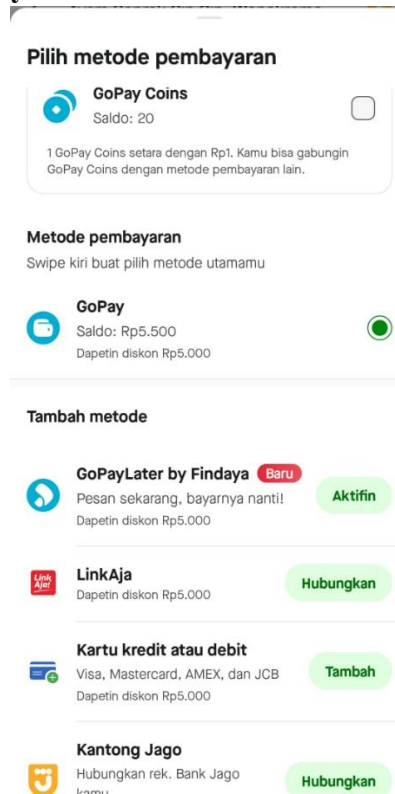 Pilih metode pembayaran
GoPay Coins
Saldo: 20
1 GoPay Coins setara dengan Rp1. Kamu bisa gabungin
GoPay Coins dengan metode pembayaran lain.
Metode pembayaran
Swipe kiri buat pilih metode utamamu
GoPay
Saldo: Rp5.500
Dapetin diskon Rp5.000
Tambah metode
GoPayLater by Findaya Baru
Pesan sekarang, bayarnya nanti!
Aktifin
Dapetin diskon Rp5.000
Link
Aja!
LinkAja
Hubungkan
Dapetin diskon Rp5.000
Kartu kredit atau debit
Visa, Mastercard, AMEX, dan JCB
Tambah
Dapetin diskon Rp5.000
Kantong Jago
Hubungkan rek. Bank Jago
Hubungkan
kamu